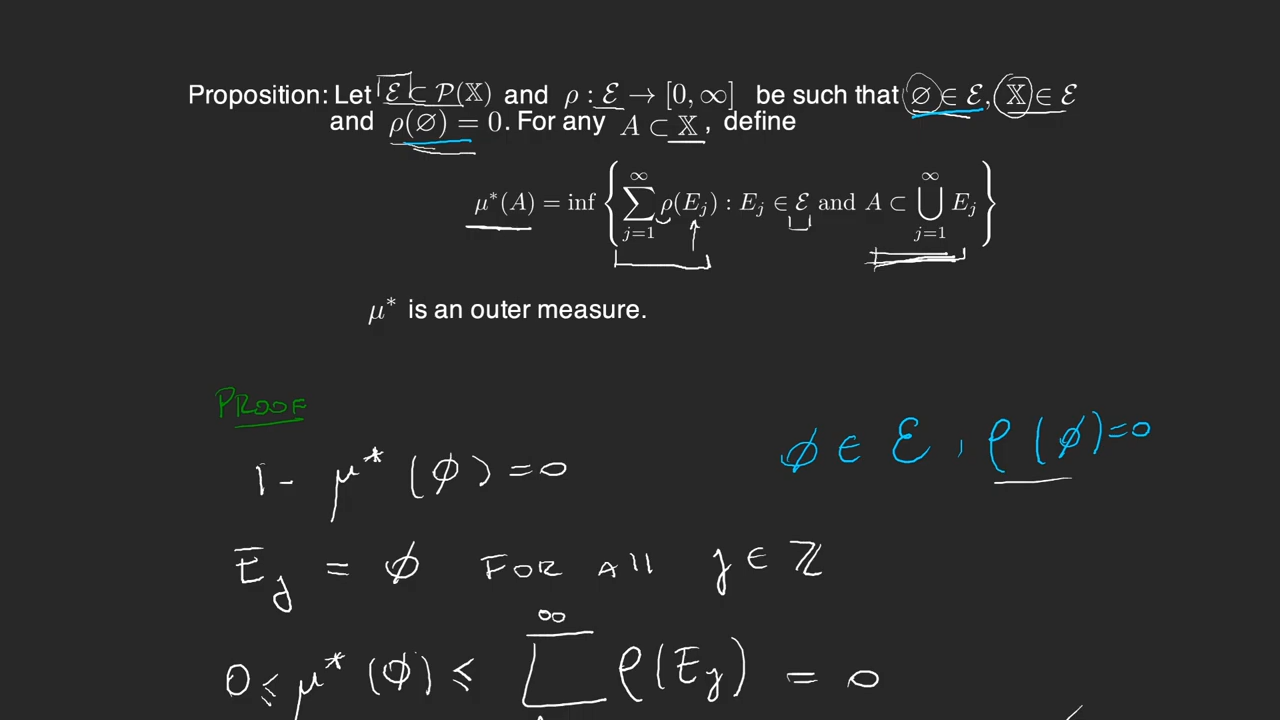 Proposition: Let ℰ ⊂ 𝒫(𝕏) and ρ : ℰ → [0, ∞] be such that ∅ ∈ ℰ, 𝕏 ∈ ℰ
and ρ(∅) = 0. For any A ⊂ 𝕏, define
μ*(A) = inf { ∑_{j=1}^{∞} ρ(E_j) : E_j ∈ ℰ and A ⊂ ⋃_{j=1}^{∞} E_j }
μ* is an outer measure.
PROOF
∅ ∈ ℰ, ρ(∅)=0
1- μ*(∅) = 0
E_j = ∅ FOR All j ∈ ℤ
0 ≤ μ*(∅) ≤ ∑^{∞} ρ(E_j) = 0